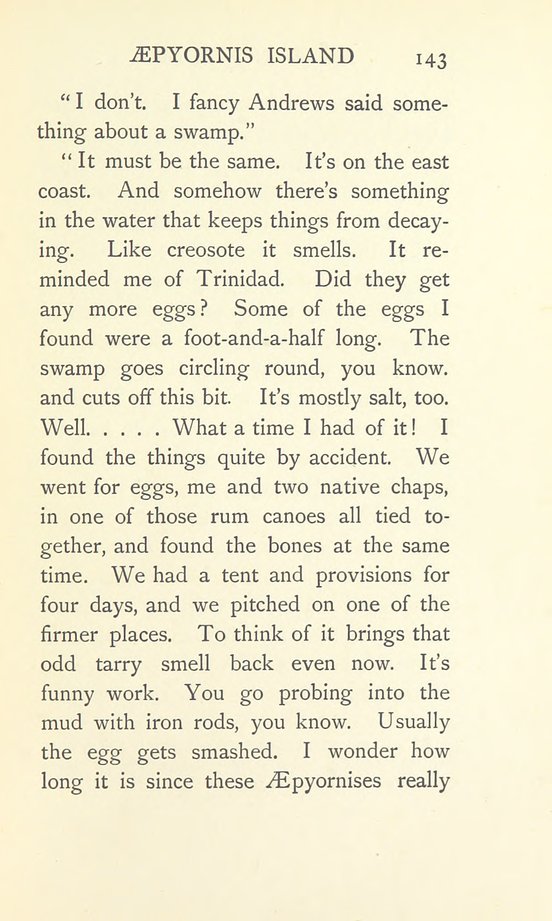 ÆPYORNIS ISLAND 143
“I don’t. I fancy Andrews said some-
thing about a swamp.”
“It must be the same. It’s on the east
coast. And somehow there’s something
in the water that keeps things from decay-
ing. Like creosote it smells. It re-
minded me of Trinidad. Did they get
any more eggs? Some of the eggs I
found were a foot-and-a-half long. The
swamp goes circling round, you know.
and cuts off this bit. It’s mostly salt, too.
Well. . . . . What a time I had of it! I
found the things quite by accident. We
went for eggs, me and two native chaps,
in one of those rum canoes all tied to-
gether, and found the bones at the same
time. We had a tent and provisions for
four days, and we pitched on one of the
firmer places. To think of it brings that
odd tarry smell back even now. It’s
funny work. You go probing into the
mud with iron rods, you know. Usually
the egg gets smashed. I wonder how
long it is since these Æpyornises really